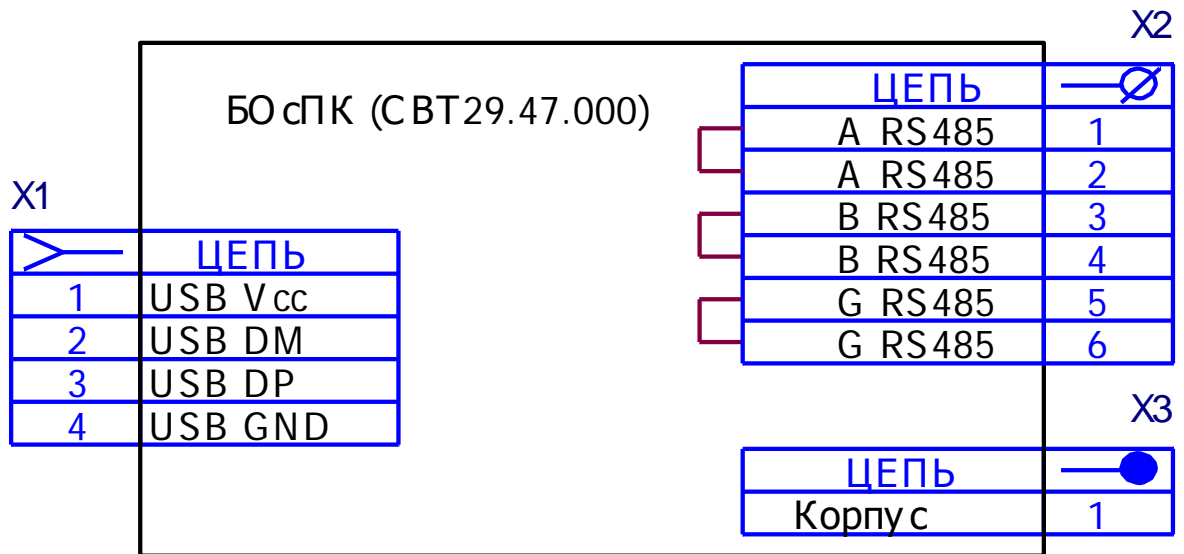 X2
БОсПК (СВТ29.47.000)
ЦЕПЬ
A RS485 1
A RS485 2
B RS485 3
B RS485 4
G RS485 5
G RS485 6
X1
ЦЕПЬ
1 USB Vcc
2 USB DM
3 USB DP
4 USB GND
X3
ЦЕПЬ
Корпус 1